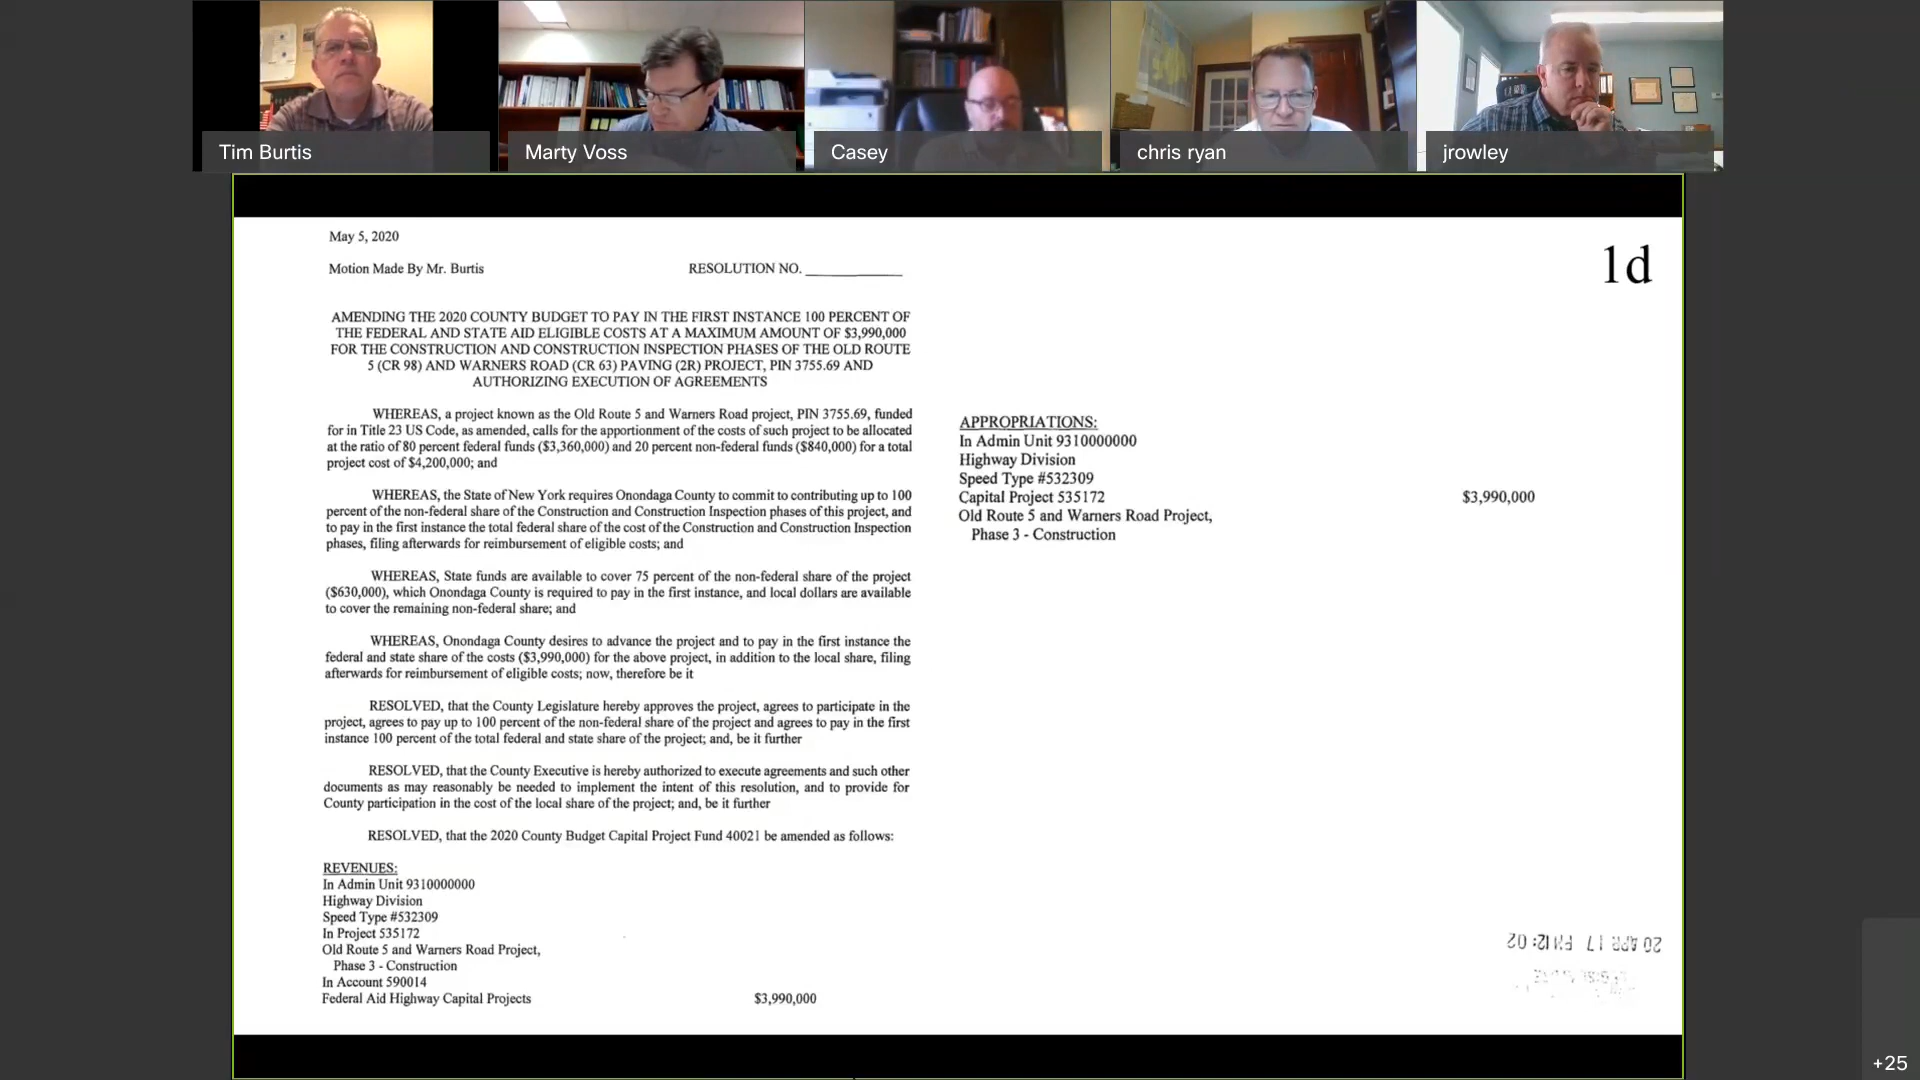 Tim Burtis
Marty Voss
Casey
chris ryan
jrowley
May 5, 2020
Motion Made By Mr. Burtis
RESOLUTION NO. ____________
1d
AMENDING THE 2020 COUNTY BUDGET TO PAY IN THE FIRST INSTANCE 100 PERCENT OF
THE FEDERAL AND STATE AID ELIGIBLE COSTS AT A MAXIMUM AMOUNT OF $3,990,000
FOR THE CONSTRUCTION AND CONSTRUCTION INSPECTION PHASES OF THE OLD ROUTE
5 (CR 98) AND WARNERS ROAD (CR 63) PAVING (2R) PROJECT, PIN 3755.69 AND
AUTHORIZING EXECUTION OF AGREEMENTS
WHEREAS, a project known as the Old Route 5 and Warners Road project, PIN 3755.69, funded
for in Title 23 US Code, as amended, calls for the apportionment of the costs of such project to be allocated
at the ratio of 80 percent federal funds ($3,360,000) and 20 percent non-federal funds ($840,000) for a total
project cost of $4,200,000; and
WHEREAS, the State of New York requires Onondaga County to commit to contributing up to 100
percent of the non-federal share of the Construction and Construction Inspection phases of this project, and
to pay in the first instance the total federal share of the cost of the Construction and Construction Inspection
phases, filing afterwards for reimbursement of eligible costs; and
WHEREAS, State funds are available to cover 75 percent of the non-federal share of the project
($630,000), which Onondaga County is required to pay in the first instance, and local dollars are available
to cover the remaining non-federal share; and
WHEREAS, Onondaga County desires to advance the project and to pay in the first instance the
federal and state share of the costs ($3,990,000) for the above project, in addition to the local share, filing
afterwards for reimbursement of eligible costs; now, therefore be it
RESOLVED, that the County Legislature hereby approves the project, agrees to participate in the
project, agrees to pay up to 100 percent of the non-federal share of the project and agrees to pay in the first
instance 100 percent of the total federal and state share of the project; and, be it further
RESOLVED, that the County Executive is hereby authorized to execute agreements and such other
documents as may reasonably be needed to implement the intent of this resolution, and to provide for
County participation in the cost of the local share of the project; and, be it further
RESOLVED, that the 2020 County Budget Capital Project Fund 40021 be amended as follows:
REVENUES:
In Admin Unit 9310000000
Highway Division
Speed Type #532309
In Project 535172
Old Route 5 and Warners Road Project,
Phase 3 - Construction
In Account 590014
Federal Aid Highway Capital Projects $3,990,000
APPROPRIATIONS:
In Admin Unit 9310000000
Highway Division
Speed Type #532309
Capital Project 535172 $3,990,000
Old Route 5 and Warners Road Project,
Phase 3 - Construction
20 APR 17 PM 12: 02
+25